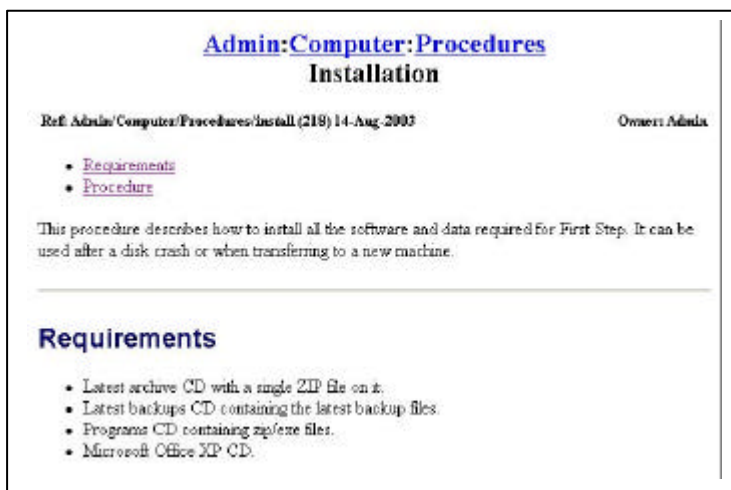 Admin:Computer:Procedures
Installation
Ref: Admin/Computer/Procedures/install (218) 14-Aug-2003 Owner: Admin
Requirements
Procedure
This procedure describes how to install all the software and data required for First Step. It can be
used after a disk crash or when transferring to a new machine.
Requirements
Latest archive CD with a single ZIP file on it.
Latest backups CD containing the latest backup files.
Programs CD containing zip/exe files.
Microsoft Office XP CD.